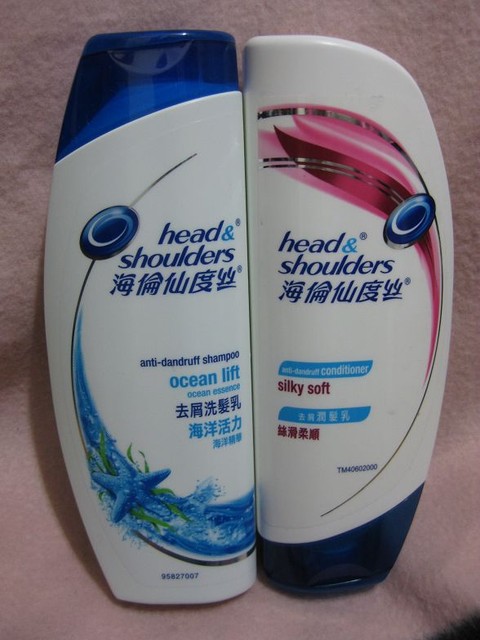 head&
shoulders®
海倫仙度絲®
anti-dandruff shampoo
ocean lift
ocean essence
去屑洗髮乳
海洋活力
海洋精華
95827007
head&®
shoulders
海倫仙度絲®
anti-dandruff conditioner
silky soft
去屑潤髮乳
絲滑柔順
TM40602000